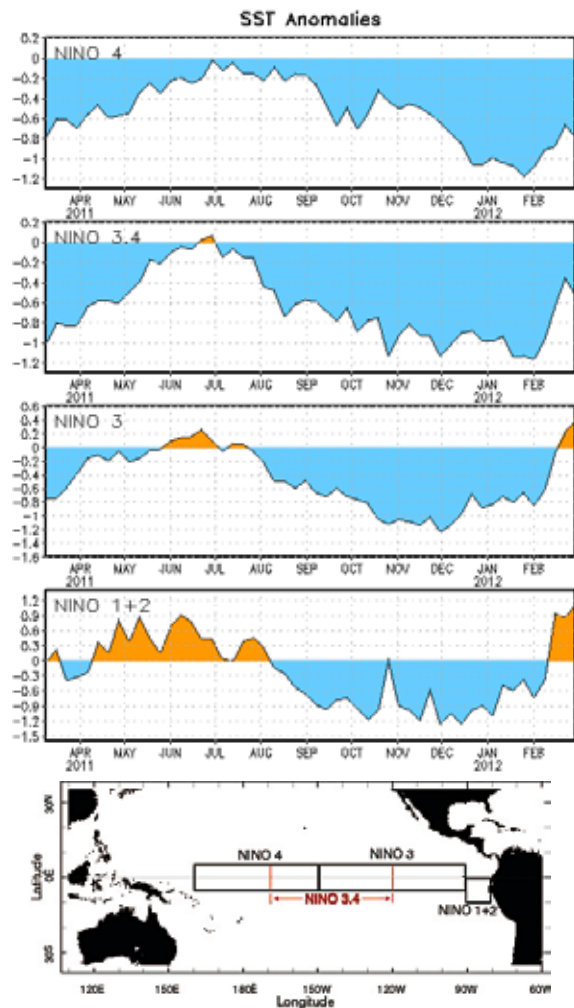 SST Anomalies
0.2
NINO 4
0
-0.2
-0.4
-0.6
-0.8
-1
-1.2
APR MAY JUN JUL AUG SEP OCT NOV DEC JAN FEB
2011 2012
0.2
NINO 3.4
0
-0.2
-0.4
-0.6
-0.8
-1
-1.2
APR MAY JUN JUL AUG SEP OCT NOV DEC JAN FEB
2011 2012
0.6
NINO 3
0.4
0.2
0
-0.2
-0.4
-0.6
-0.8
-1
-1.2
-1.4
-1.6
APR MAY JUN JUL AUG SEP OCT NOV DEC JAN FEB
2011 2012
1.2
NINO 1+2
0.9
0.6
0.3
0
-0.3
-0.6
-0.9
-1.2
-1.5
APR MAY JUN JUL AUG SEP OCT NOV DEC JAN FEB
2011 2012
30N
NINO 4 NINO 3
Latitude
0E
NINO 3.4
NINO 1+2
30S
120E 150E 180E 150W 120W 90W 60W
Longitude